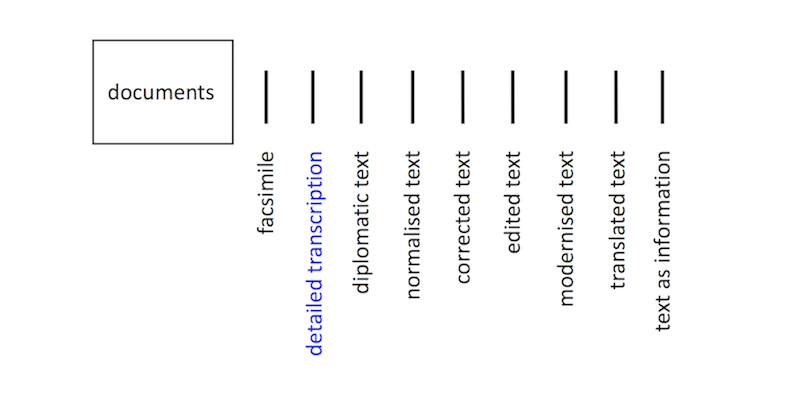 documents
facsimile
detailed transcription
diplomatic text
normalised text
corrected text
edited text
modernised text
translated text
text as information